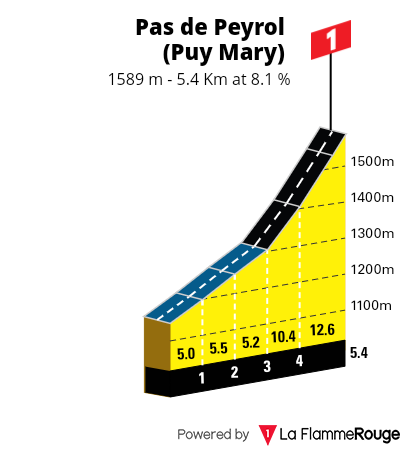 Pas de Peyrol
(Puy Mary)
1589 m - 5.4 Km at 8.1 %
1
1500m
1400m
1300m
1200m
1100m
5.0 5.5 5.2 10.4 12.6
1 2 3 4 5.4
Powered by 1 La FlammeRouge